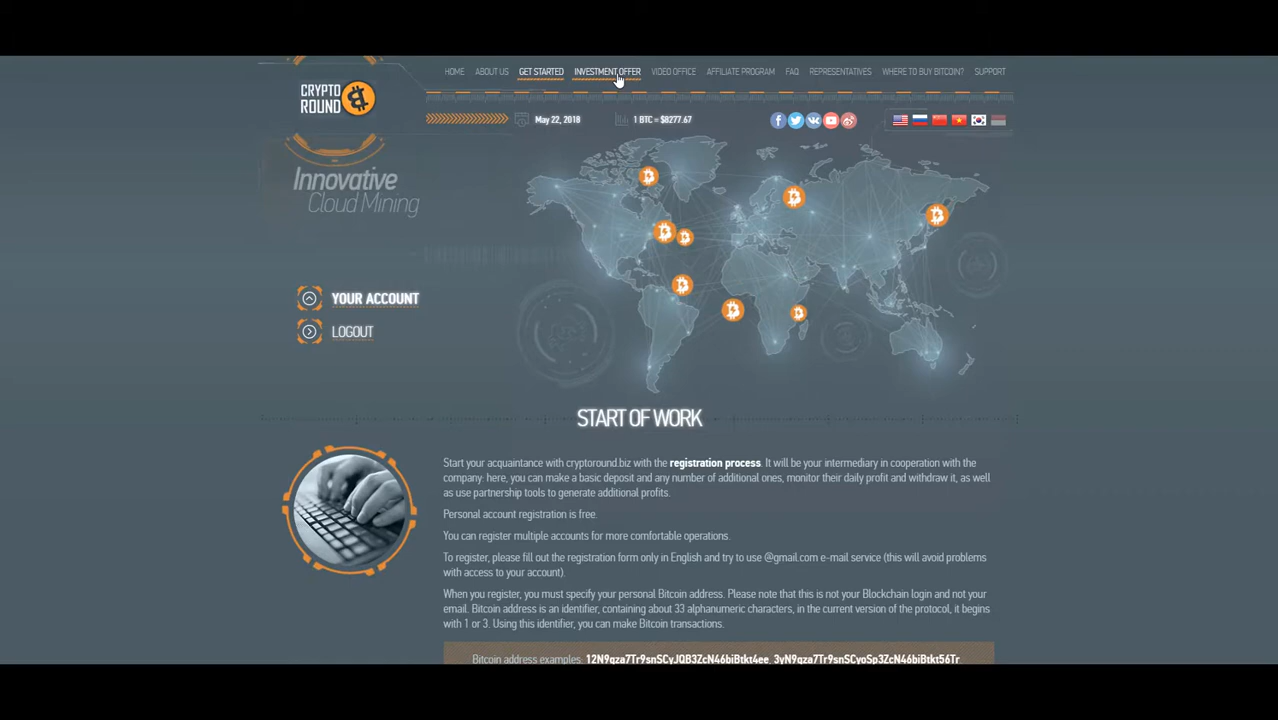 HOME ABOUT US GET STARTED INVESTMENT OFFER VIDEO OFFICE AFFILIATE PROGRAM FAQ REPRESENTATIVES WHERE TO BUY BITCOIN? SUPPORT
CRYPTO
ROUND
May 22, 2018 1 BTC = $8277.67
Innovative
Cloud Mining
YOUR ACCOUNT
LOGOUT
START OF WORK
Start your acquaintance with cryptoround.biz with the registration process. It will be your intermediary in cooperation with the
company: here, you can make a basic deposit and any number of additional ones, monitor their daily profit and withdraw it, as well
as use partnership tools to generate additional profits.
Personal account registration is free.
You can register multiple accounts for more comfortable operations.
To register, please fill out the registration form only in English and try to use @gmail.com e-mail service (this will avoid problems
with access to your account).
When you register, you must specify your personal Bitcoin address. Please note that this is not your Blockchain login and not your
email. Bitcoin address is an identifier, containing about 33 alphanumeric characters, in the current version of the protocol, it begins
with 1 or 3. Using this identifier, you can make Bitcoin transactions.
Bitcoin address examples: 12N9qza7Tr9snSCyJQB3ZcN46biBtkt4ee, 3yN9qza7Tr9snSCyoSp3ZcN46biBtkt56Tr